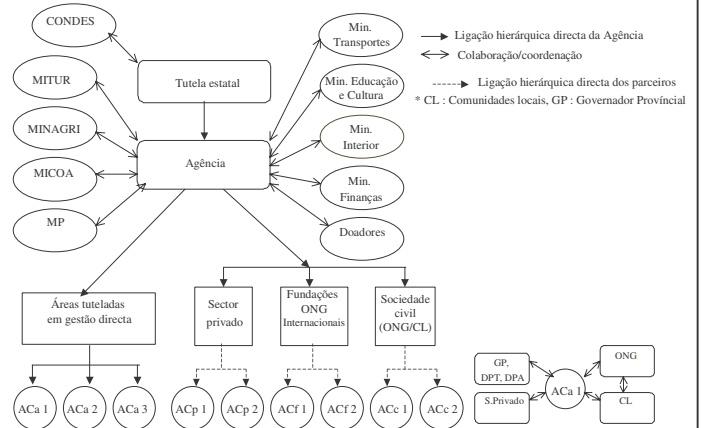 CONDES
MITUR
MINAGRI
MICOA
MP
Tutela estatal
Agência
Min.
Transportes
Min. Educação
e Cultura
Min.
Interior
Min.
Finanças
Doadores
Ligação hierárquica directa da Agência
Colaboração/coordenação
Ligação hierárquica directa dos parceiros
* CL : Comunidades locais, GP : Governador Províncial
Áreas tuteladas
em gestão directa
Sector
privado
Fundações
ONG
Internacionais
Sociedade
civil
(ONG/CL)
ACa 1
ACa 2
ACa 3
ACp 1
ACp 2
ACf 1
ACf 2
ACc 1
ACc 2
GP,
DPT, DPA
S.Privado
ACa 1
ONG
CL